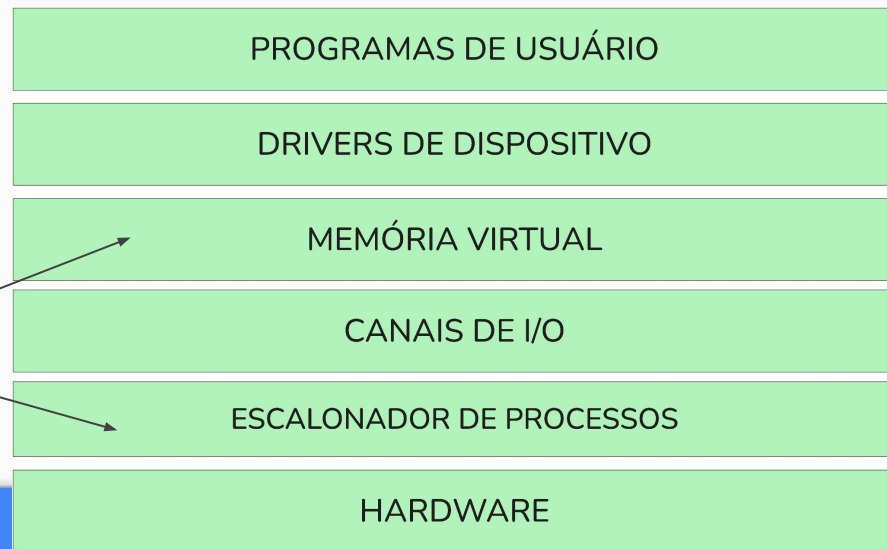 PROGRAMAS DE USUÁRIO
DRIVERS DE DISPOSITIVO
MEMÓRIA VIRTUAL
CANAIS DE I/O
ESCALONADOR DE PROCESSOS
HARDWARE